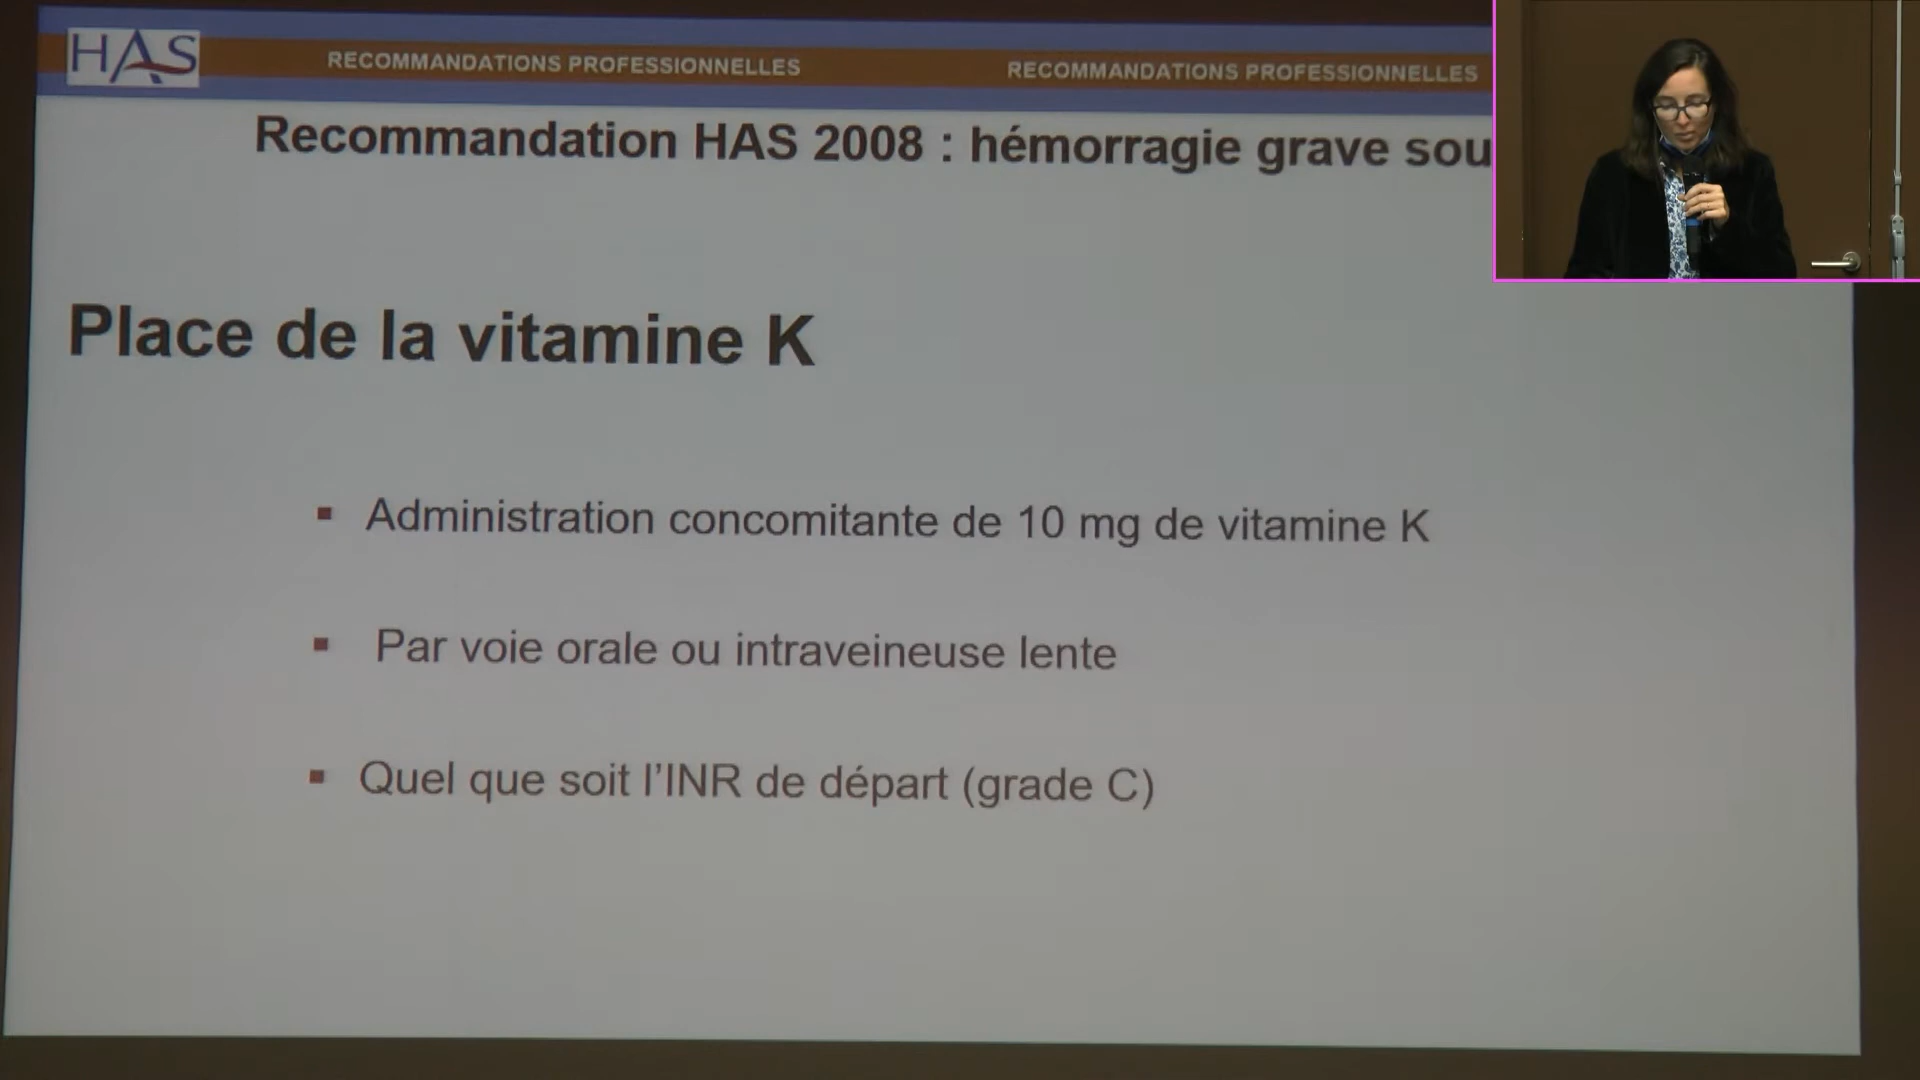 HAS
RECOMMANDATIONS PROFESSIONNELLES RECOMMANDATIONS PROFESSIONNELLES
Recommandation HAS 2008 : hémorragie grave sou
Place de la vitamine K
▪ Administration concomitante de 10 mg de vitamine K
▪ Par voie orale ou intraveineuse lente
▪ Quel que soit l'INR de départ (grade C)